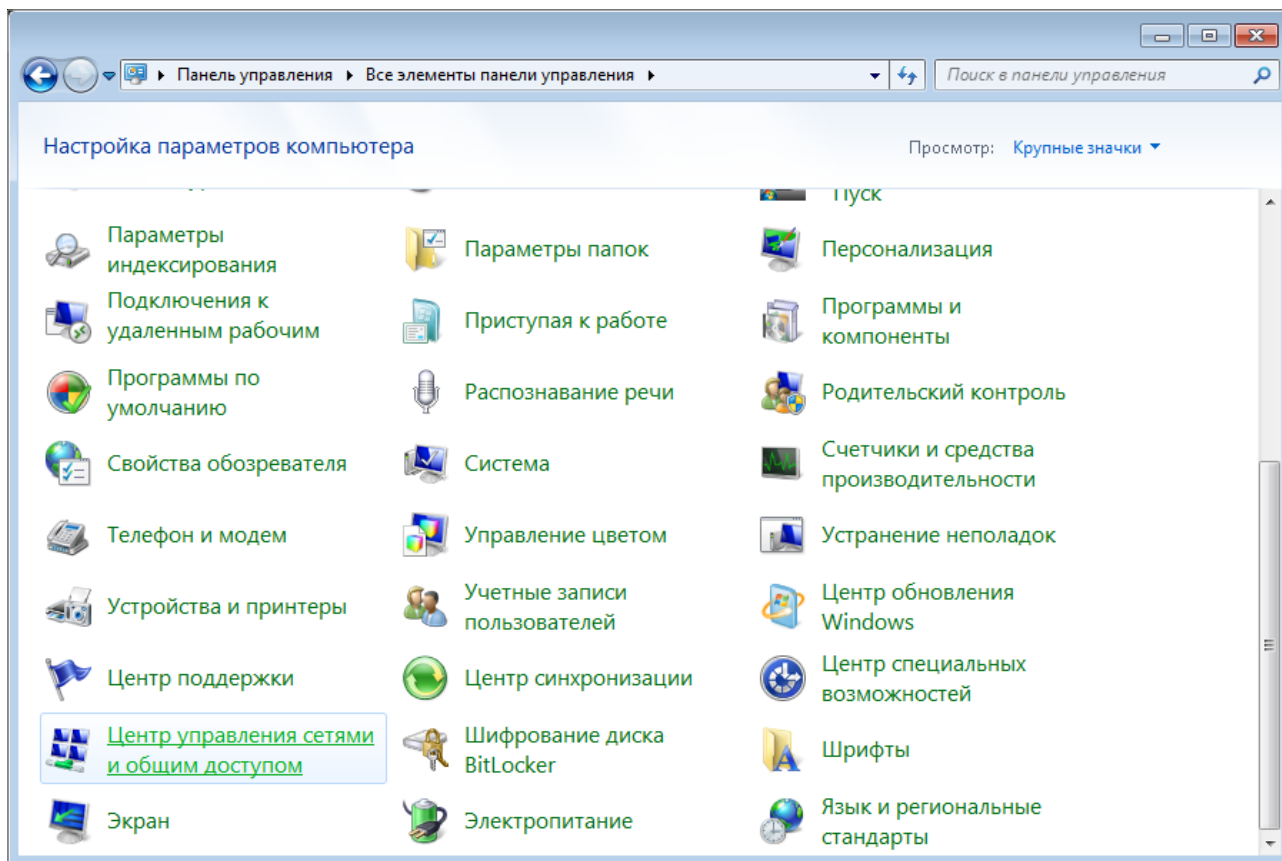 Панель управления Все элементы панели управления
Поиск в панели управления
Настройка параметров компьютера
Просмотр: Крупные значки
Пуск
Параметры
индексирования
Параметры папок
Персонализация
Подключения к
удаленным рабочим
Приступая к работе
Программы и
компоненты
Программы по
умолчанию
Распознавание речи
Родительский контроль
Свойства обозревателя
Система
Счетчики и средства
производительности
Телефон и модем
Управление цветом
Устранение неполадок
Устройства и принтеры
Учетные записи
пользователей
Центр обновления
Windows
Центр поддержки
Центр синхронизации
Центр специальных
возможностей
Центр управления сетями
и общим доступом
Шифрование диска
BitLocker
Шрифты
Экран
Электропитание
Язык и региональные
стандарты